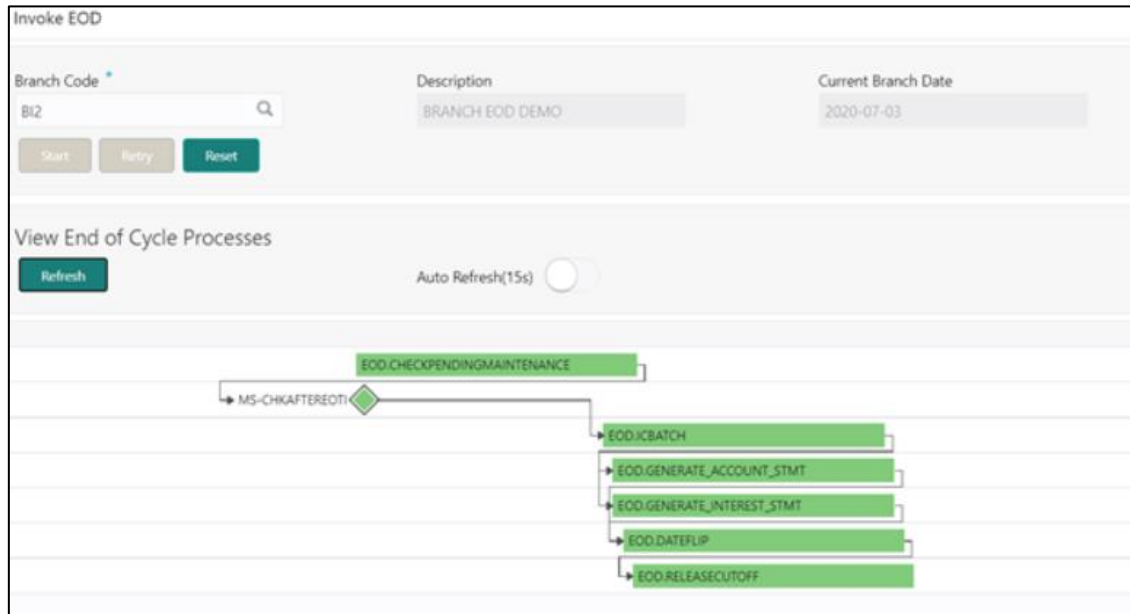 Invoke EOD
Branch Code *
Description
Current Branch Date
BI2
BRANCH EOD DEMO
2020-07-03
Start
Retry
Reset
View End of Cycle Processes
Refresh
Auto Refresh(15s)
EOD.CHECKPENDINGMAINTENANCE
MS-CHKAFTEREOTI
EOD.ICBATCH
EOD.GENERATE_ACCOUNT_STMT
EOD.GENERATE_INTEREST_STMT
EOD.DATEFLIP
EOD.RELEASECUTOFF